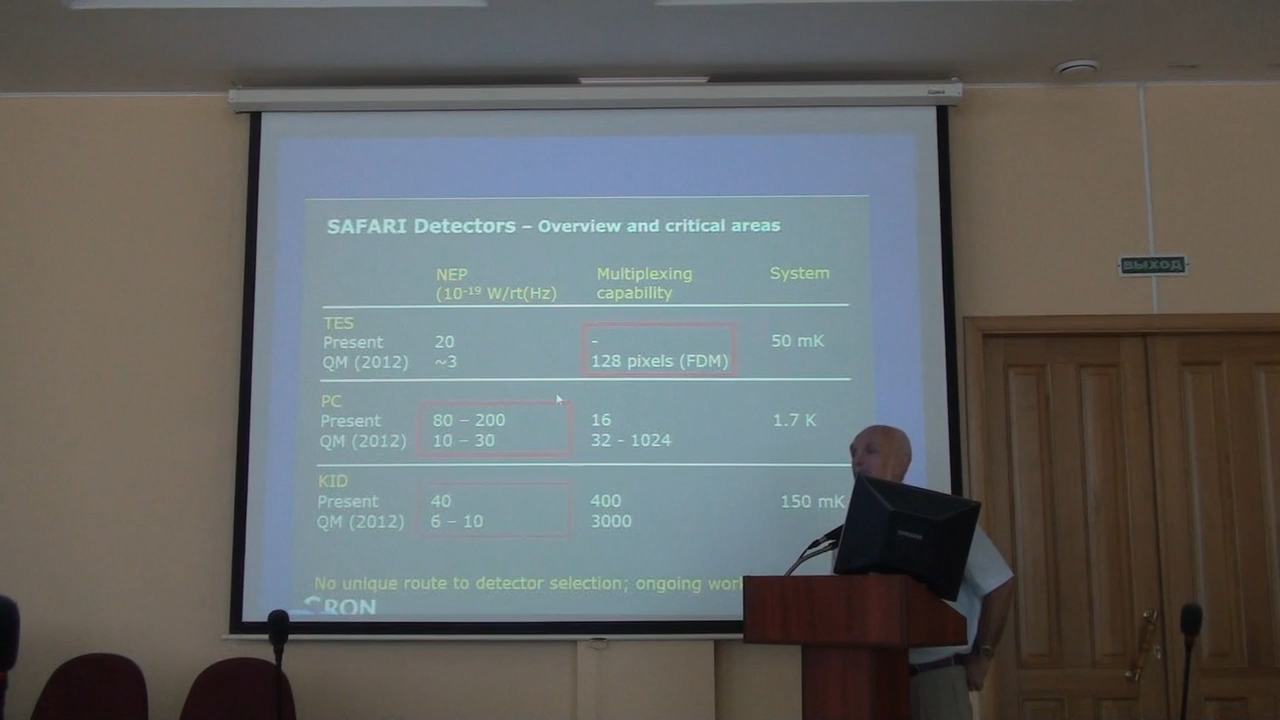 SAFARI Detectors – Overview and critical areas
NEP Multiplexing System
(10⁻¹⁹ W/rt(Hz) capability
TES
Present 20 - 50 mK
QM (2012) ~3 128 pixels (FDM)
PC
Present 80 – 200 16 1.7 K
QM (2012) 10 – 30 32 - 1024
KID
Present 40 400 150 mK
QM (2012) 6 – 10 3000
No unique route to detector selection; ongoing work
RON
ВЫХОД
SAMSUNG